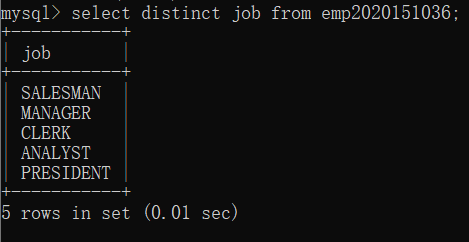 mysql> select distinct job from emp2020151036;
+-----------+
| job       |
+-----------+
| SALESMAN  |
| MANAGER   |
| CLERK     |
| ANALYST   |
| PRESIDENT |
+-----------+
5 rows in set (0.01 sec)